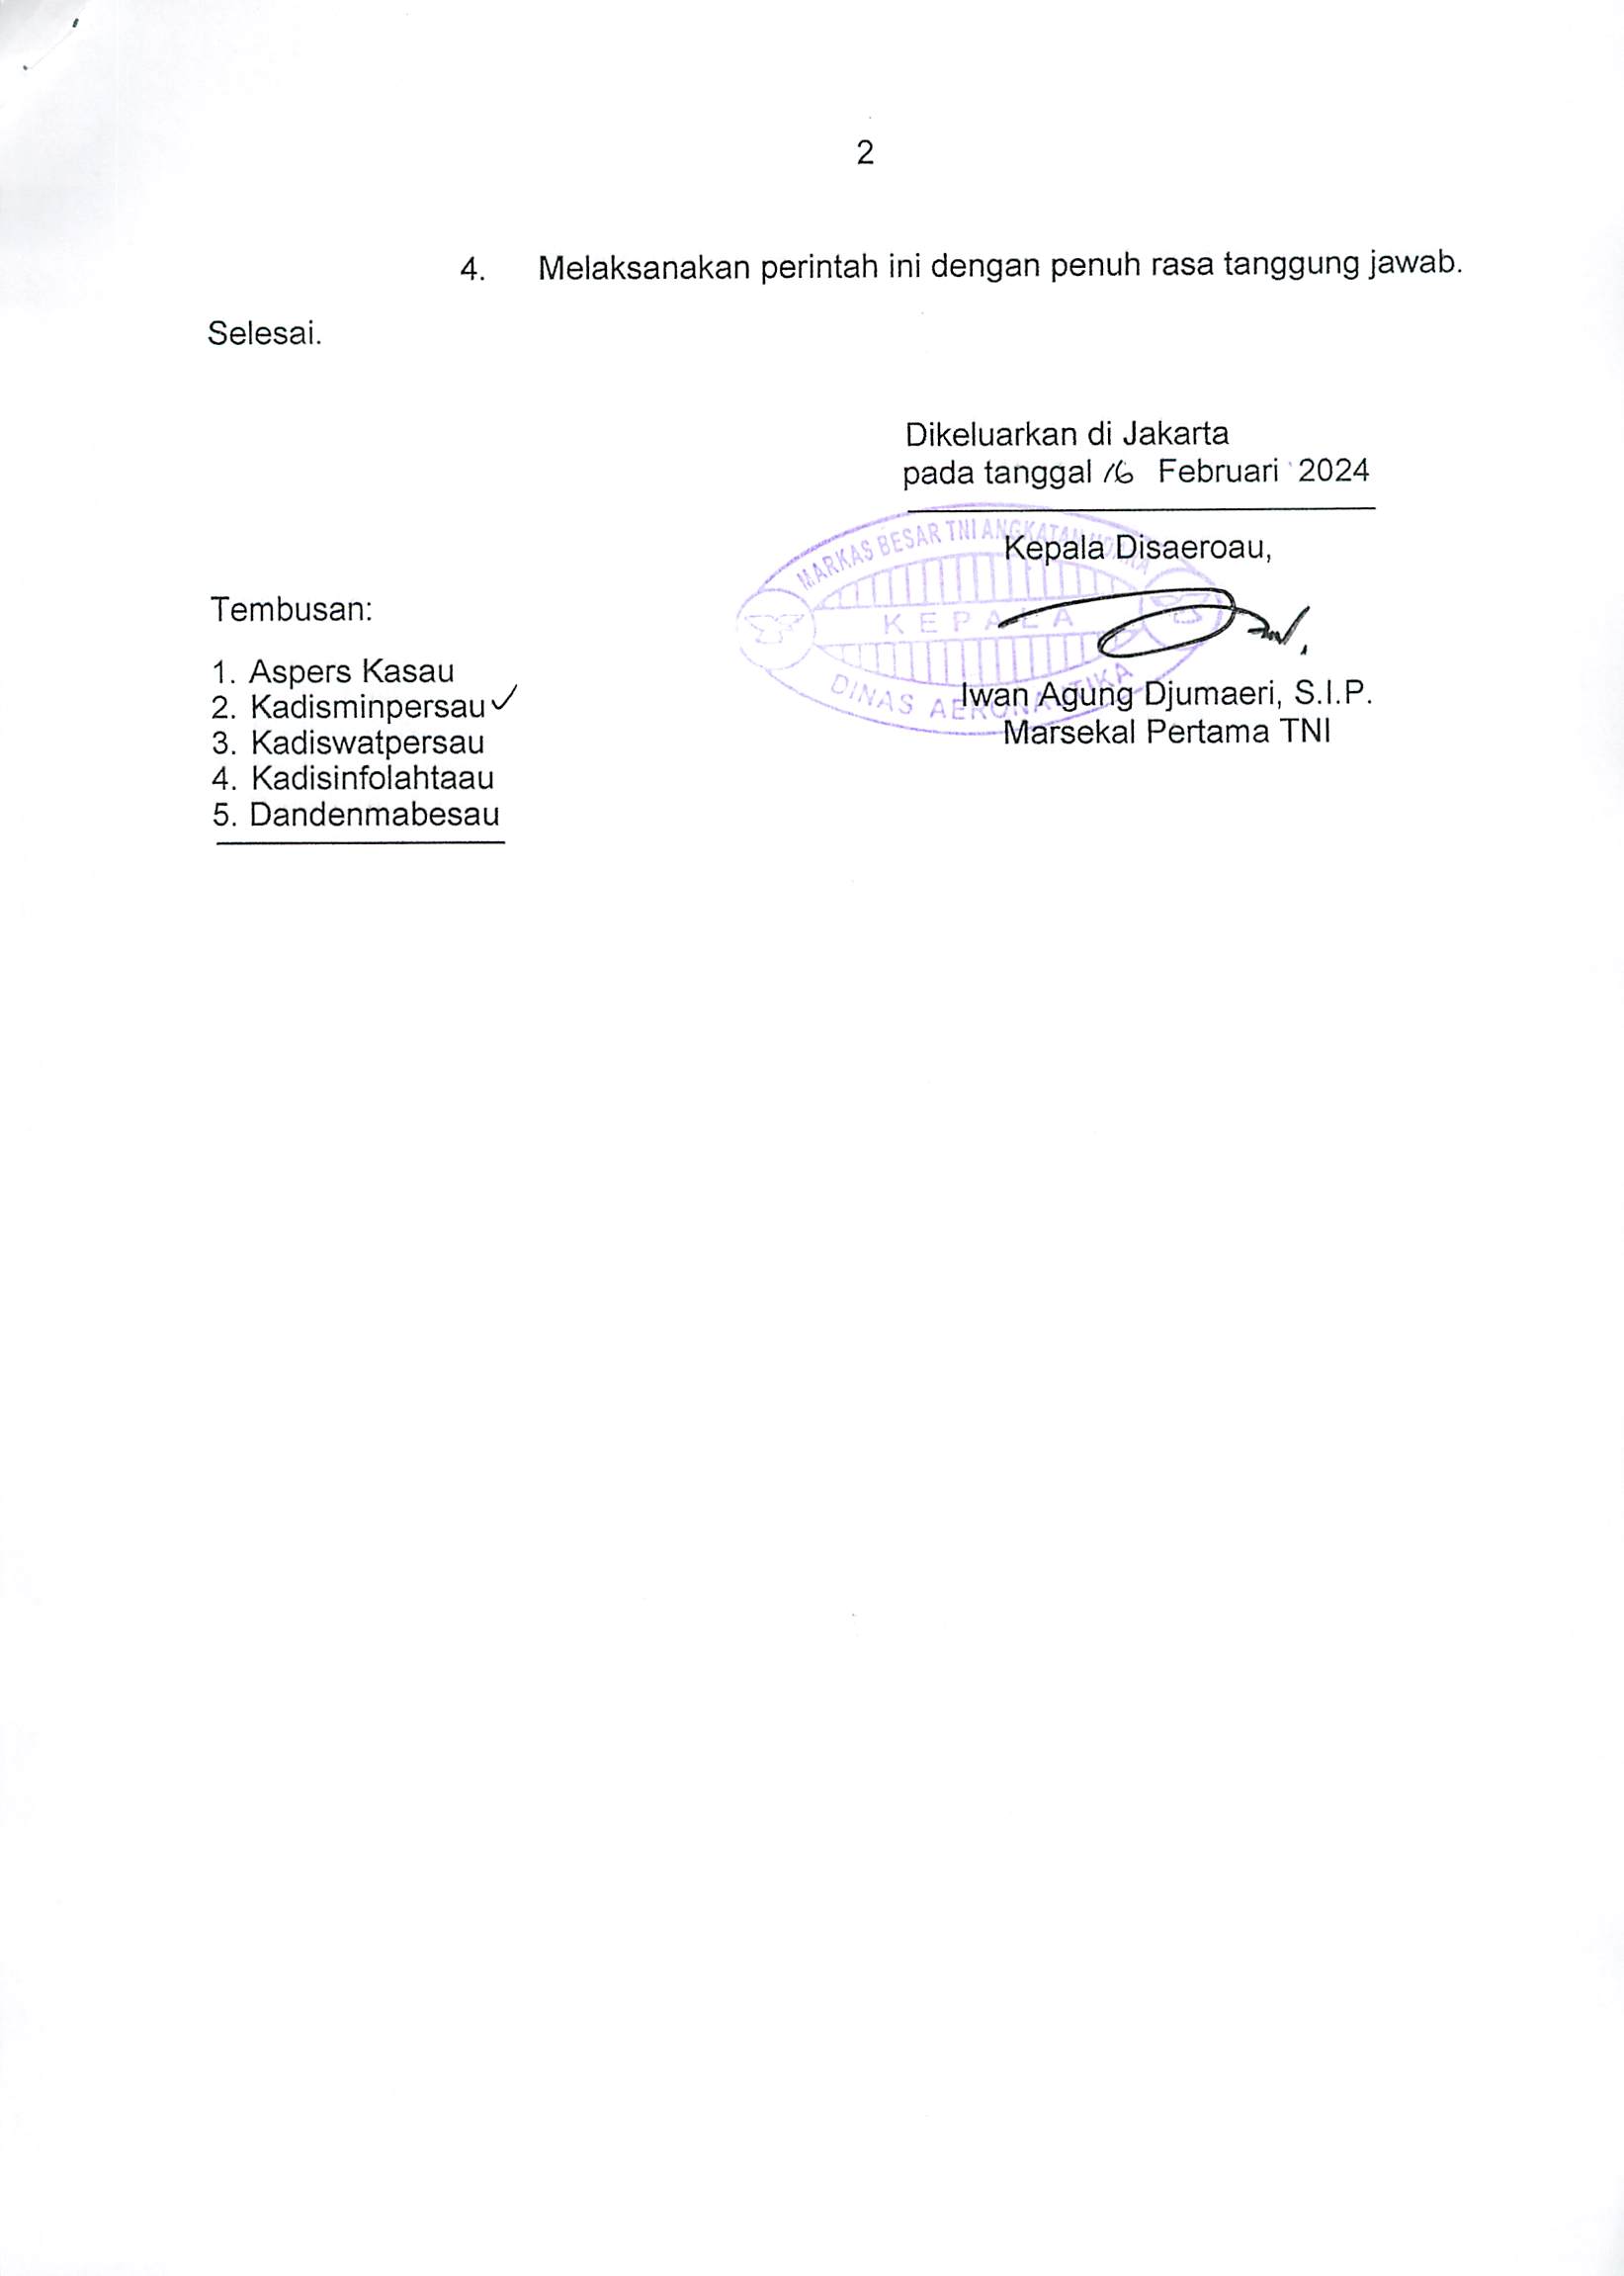 2
4. Melaksanakan perintah ini dengan penuh rasa tanggung jawab.
Selesai.
Dikeluarkan di Jakarta
pada tanggal 16 Februari 2024
MARKAS BESAR TNI ANGKATAN UDARA
Kepala Disaeroau,
KEPALA
DINAS AERONAUTIKA
Iwan Agung Djumaeri, S.I.P.
Marsekal Pertama TNI
Tembusan:
1. Aspers Kasau
2. Kadisminpersau
3. Kadiswatpersau
4. Kadisinfolahtaau
5. Dandenmabesau